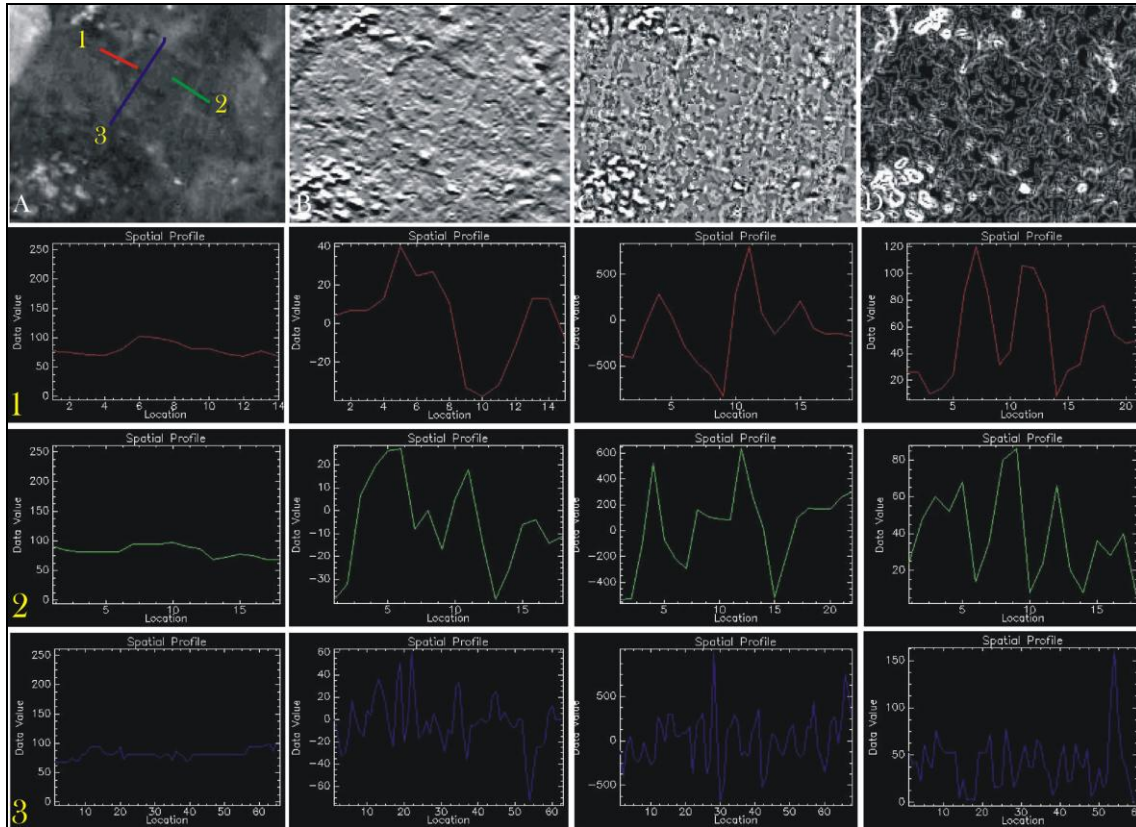 1
2
3
A
B
C
D
1
Spatial Profile
Data Value
250
200
150
100
50
0
2 4 6 8 10 12 14
Location
Spatial Profile
Data Value
40
20
0
-20
2 4 6 8 10 12 14
Location
Spatial Profile
Data Value
500
0
-500
5 10 15
Location
Spatial Profile
Data Value
120
100
80
60
40
20
5 10 15 20
Location
2
Spatial Profile
Data Value
250
200
150
100
50
0
5 10 15
Location
Spatial Profile
Data Value
20
10
0
-10
-20
-30
5 10 15
Location
Spatial Profile
Data Value
600
400
200
0
-200
-400
5 10 15 20
Location
Spatial Profile
Data Value
80
60
40
20
5 10 15
Location
3
Spatial Profile
Data Value
250
200
150
100
50
0
10 20 30 40 50 60
Location
Spatial Profile
Data Value
60
40
20
0
-20
-40
-60
10 20 30 40 50 60
Location
Spatial Profile
Data Value
500
0
-500
10 20 30 40 50 60
Location
Spatial Profile
Data Value
150
100
50
0
10 20 30 40 50 60
Location